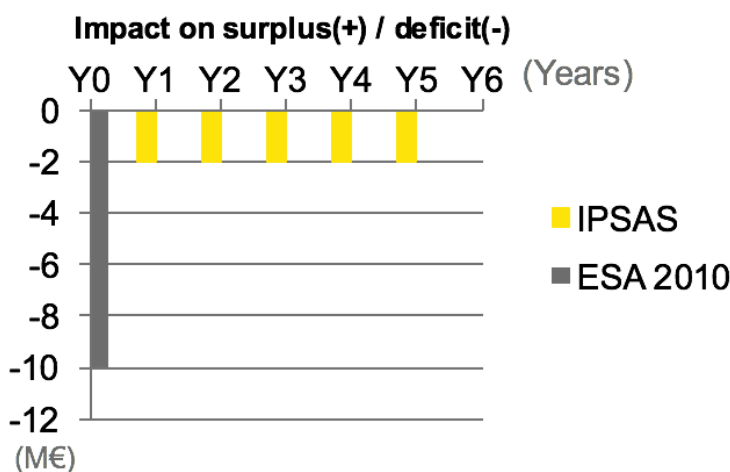 Impact on surplus(+) / deficit(-)
Y0 Y1 Y2 Y3 Y4 Y5 Y6 (Years)
0
-2
-4
-6
-8
-10
-12
(M€)
IPSAS
ESA 2010